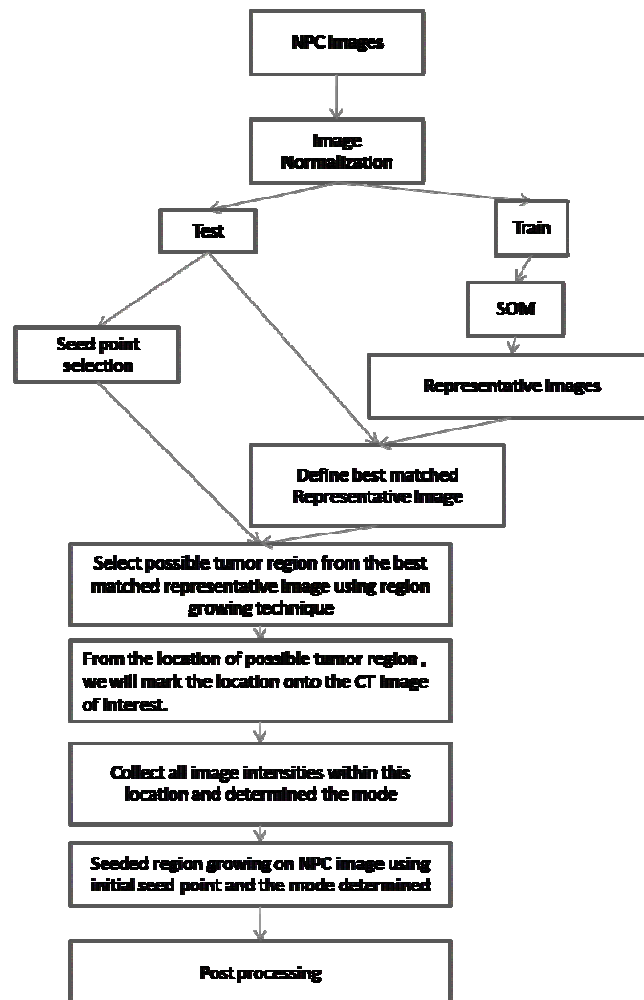 NPC Images
Image
Normalization
Test
Train
SOM
Seed point
selection
Representative Images
Define best matched
Representative Image
Select possible tumor region from the best
matched representative image using region
growing technique
From the location of possible tumor region ,
we will mark the location onto the CT image
of interest.
Collect all image intensities within this
location and determined the mode
Seeded region growing on NPC image using
initial seed point and the mode determined
Post processing